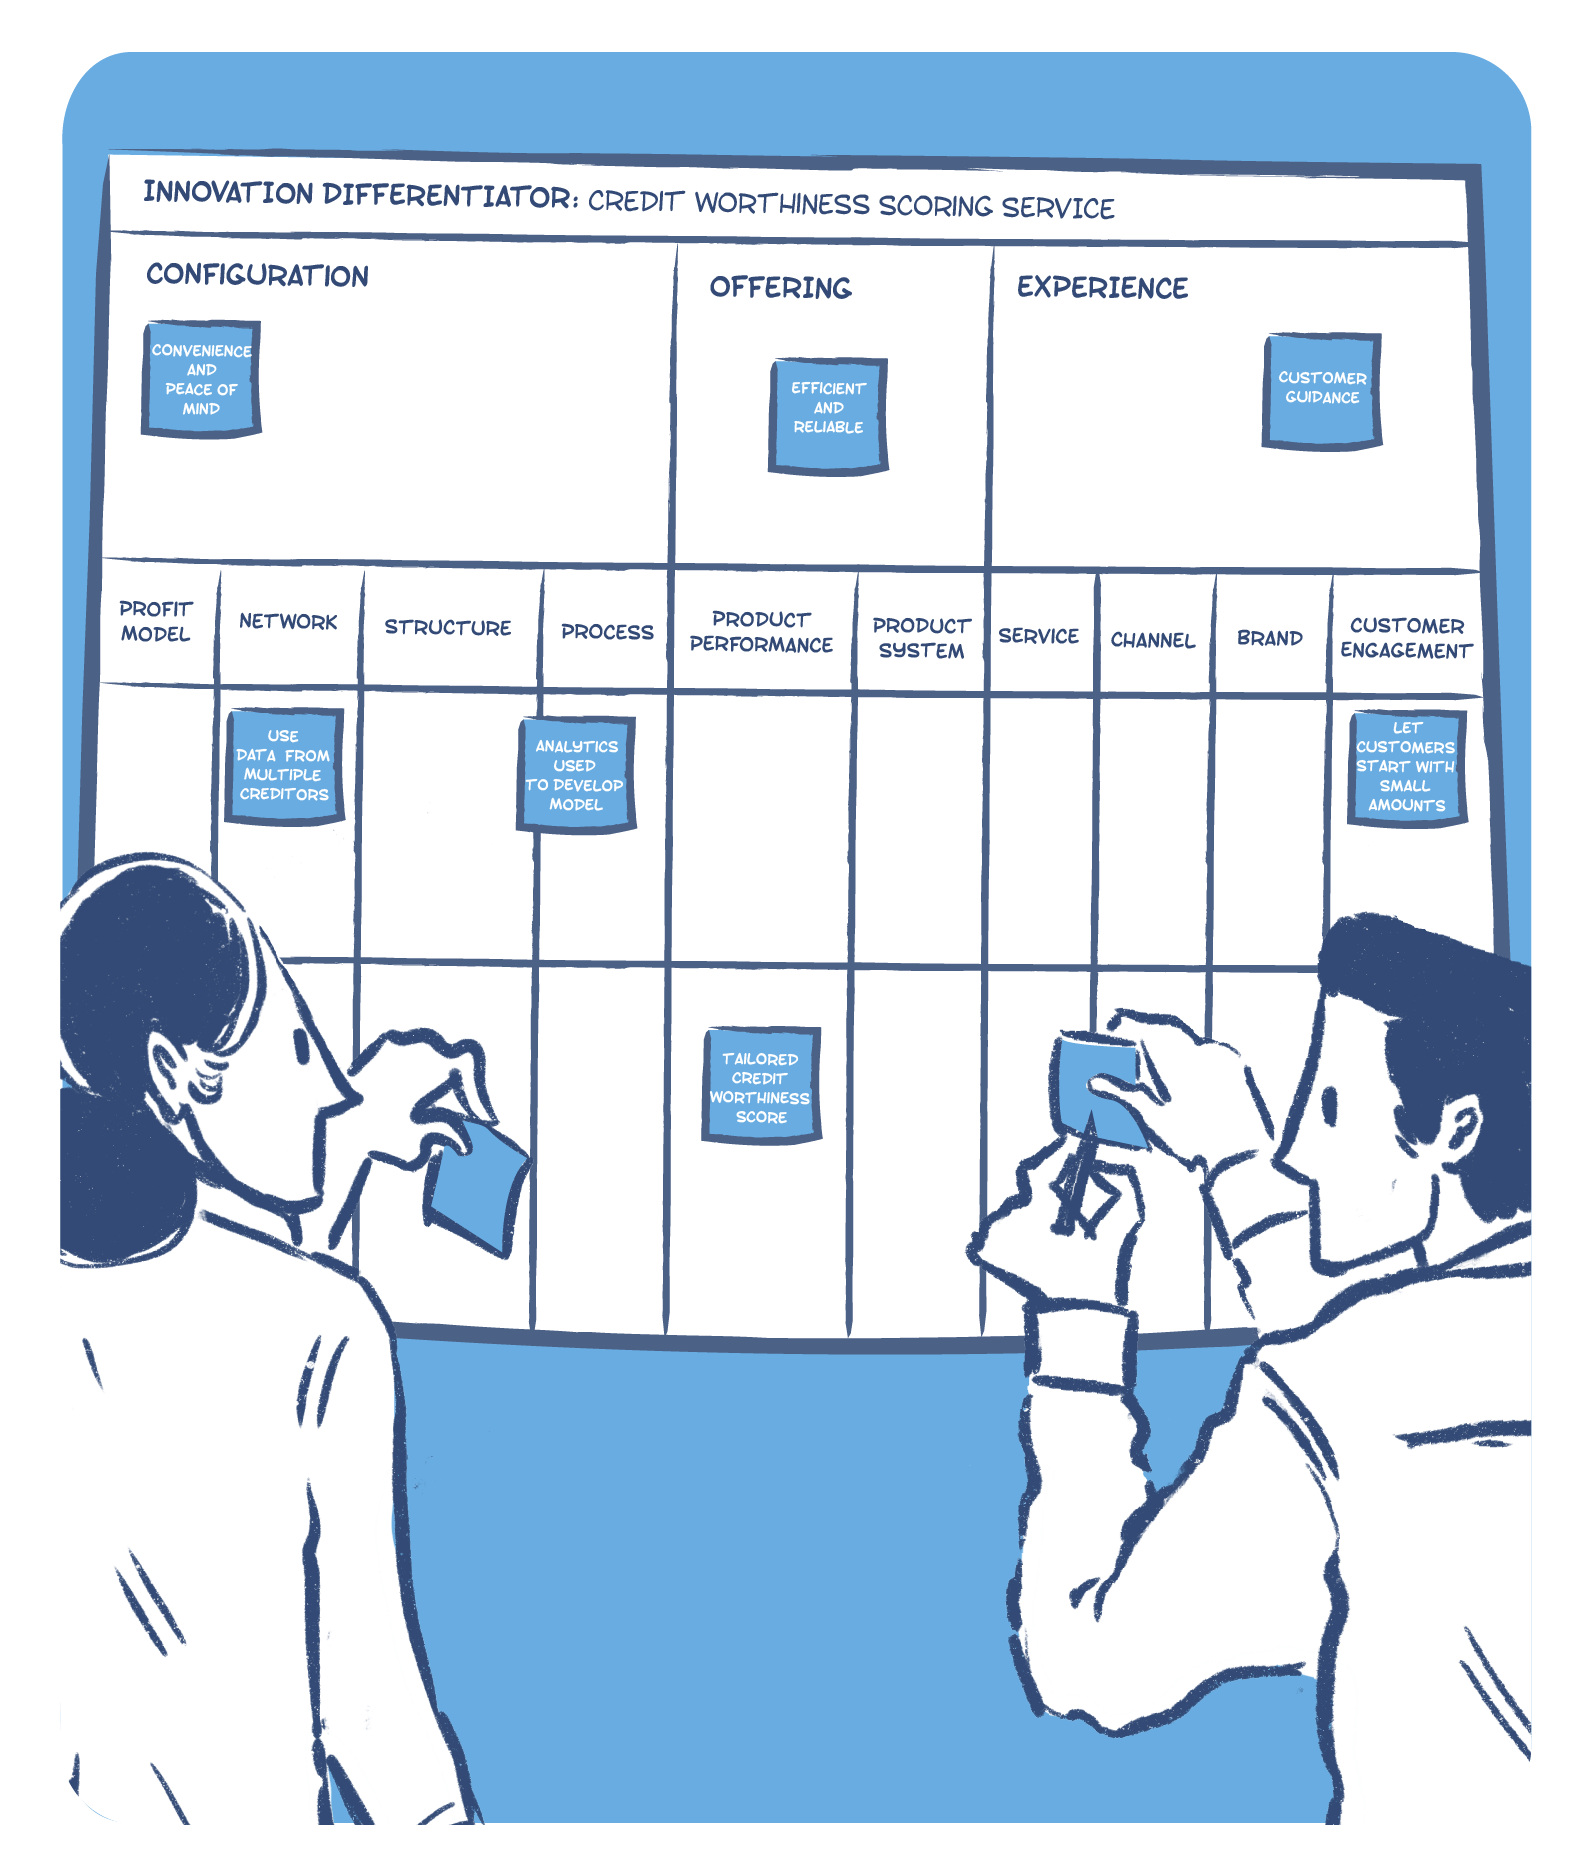 INNOVATION DIFFERENTIATOR: CREDIT WORTHINESS SCORING SERVICE
CONFIGURATION
OFFERING
EXPERIENCE
CONVENIENCE
AND
PEACE OF
MIND
EFFICIENT
AND
RELIABLE
CUSTOMER
GUIDANCE
PROFIT
MODEL
NETWORK
STRUCTURE
PROCESS
PRODUCT
PERFORMANCE
PRODUCT
SYSTEM
SERVICE
CHANNEL
BRAND
CUSTOMER
ENGAGEMENT
USE
DATA FROM
MULTIPLE
CREDITORS
ANALYTICS
USED
TO DEVELOP
MODEL
LET
CUSTOMERS
START WITH
SMALL
AMOUNTS
TAILORED
CREDIT
WORTHINESS
SCORE